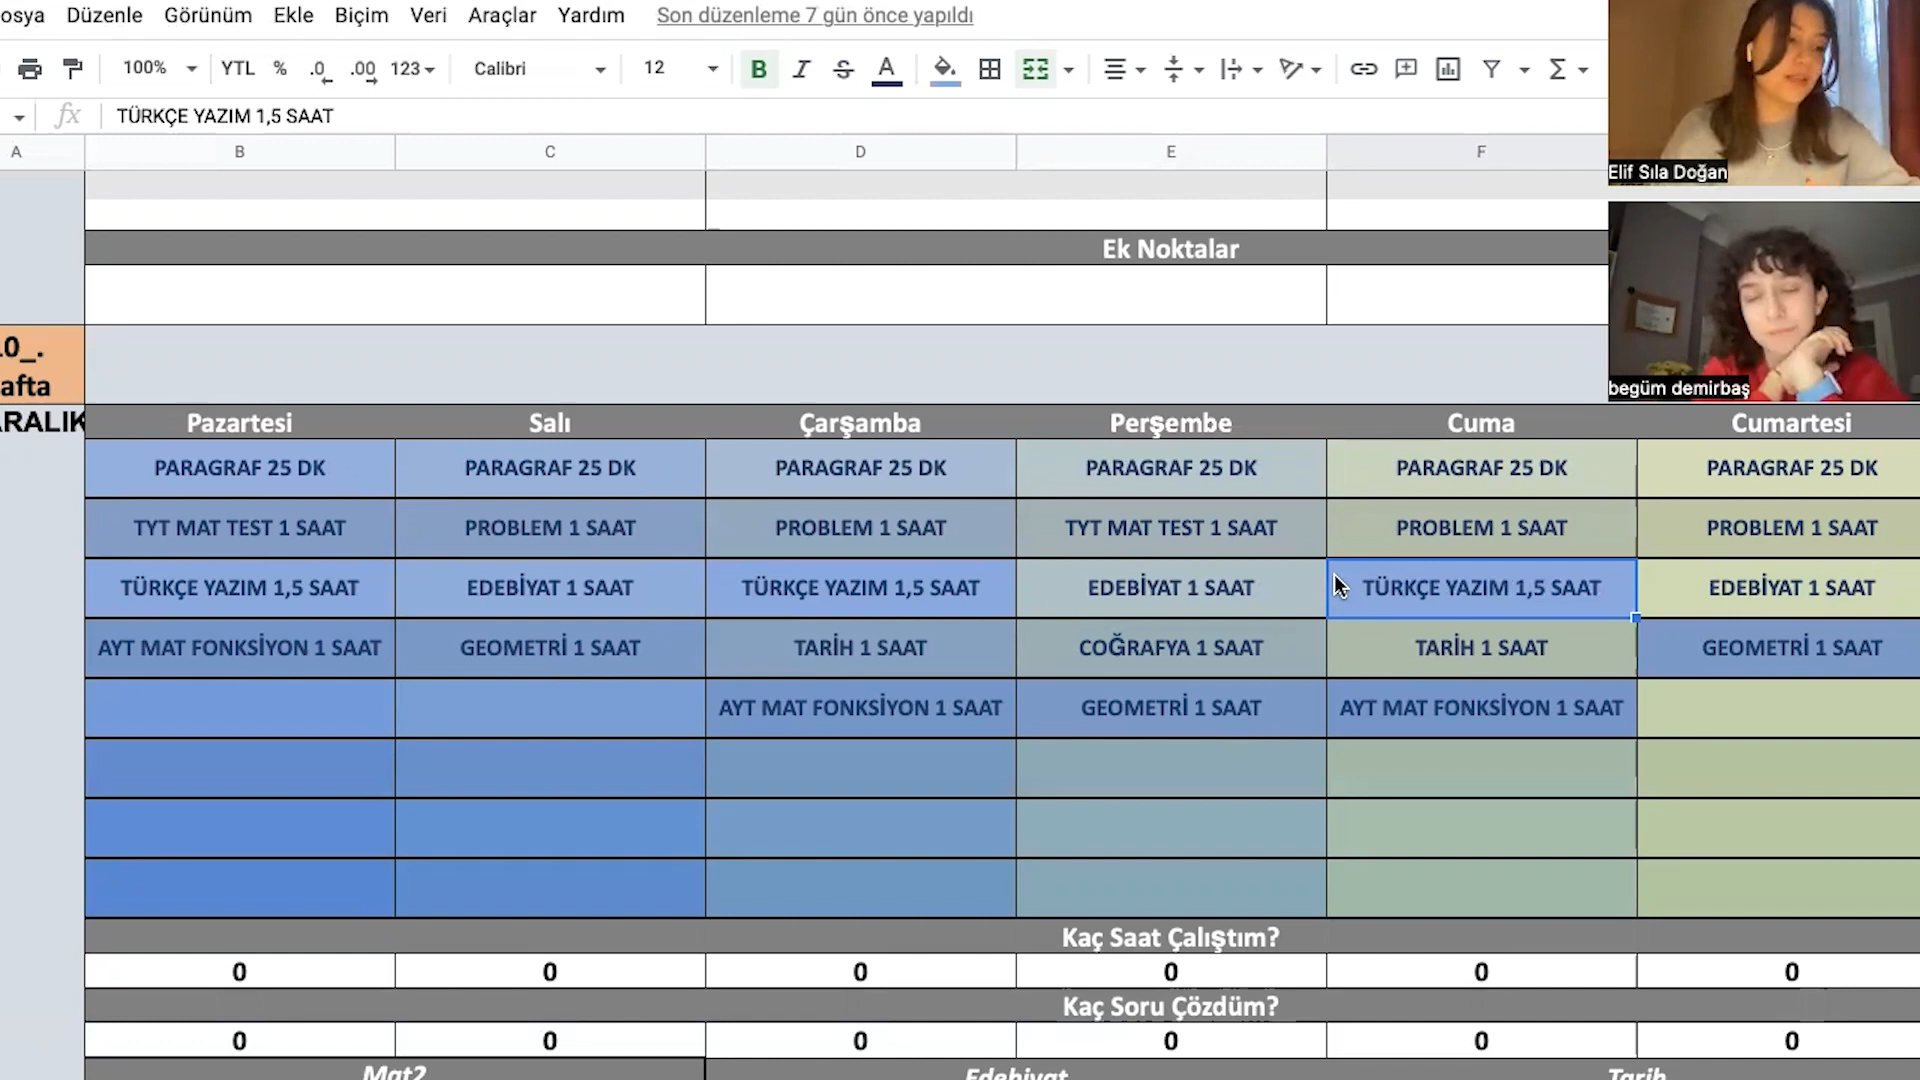 osya Düzenle Görünüm Ekle Biçim Veri Araçlar Yardım Son düzenleme 7 gün önce yapıldı
100% YTL % .0 .00 123 Calibri 12 B I S A Σ
fx TÜRKÇE YAZIM 1,5 SAAT
A B C D E F
Elif Sıla Doğan
Ek Noktalar
begüm demirbaş
10_.
afta
ARALIK Pazartesi Salı Çarşamba Perşembe Cuma Cumartesi
PARAGRAF 25 DK PARAGRAF 25 DK PARAGRAF 25 DK PARAGRAF 25 DK PARAGRAF 25 DK PARAGRAF 25 DK
TYT MAT TEST 1 SAAT PROBLEM 1 SAAT PROBLEM 1 SAAT TYT MAT TEST 1 SAAT PROBLEM 1 SAAT PROBLEM 1 SAAT
TÜRKÇE YAZIM 1,5 SAAT EDEBİYAT 1 SAAT TÜRKÇE YAZIM 1,5 SAAT EDEBİYAT 1 SAAT TÜRKÇE YAZIM 1,5 SAAT EDEBİYAT 1 SAAT
AYT MAT FONKSİYON 1 SAAT GEOMETRİ 1 SAAT TARİH 1 SAAT COĞRAFYA 1 SAAT TARİH 1 SAAT GEOMETRİ 1 SAAT
AYT MAT FONKSİYON 1 SAAT GEOMETRİ 1 SAAT AYT MAT FONKSİYON 1 SAAT
Kaç Saat Çalıştım?
0 0 0 0 0 0
Kaç Soru Çözdüm?
0 0 0 0 0 0
Mat2 Edebiyat Tarih